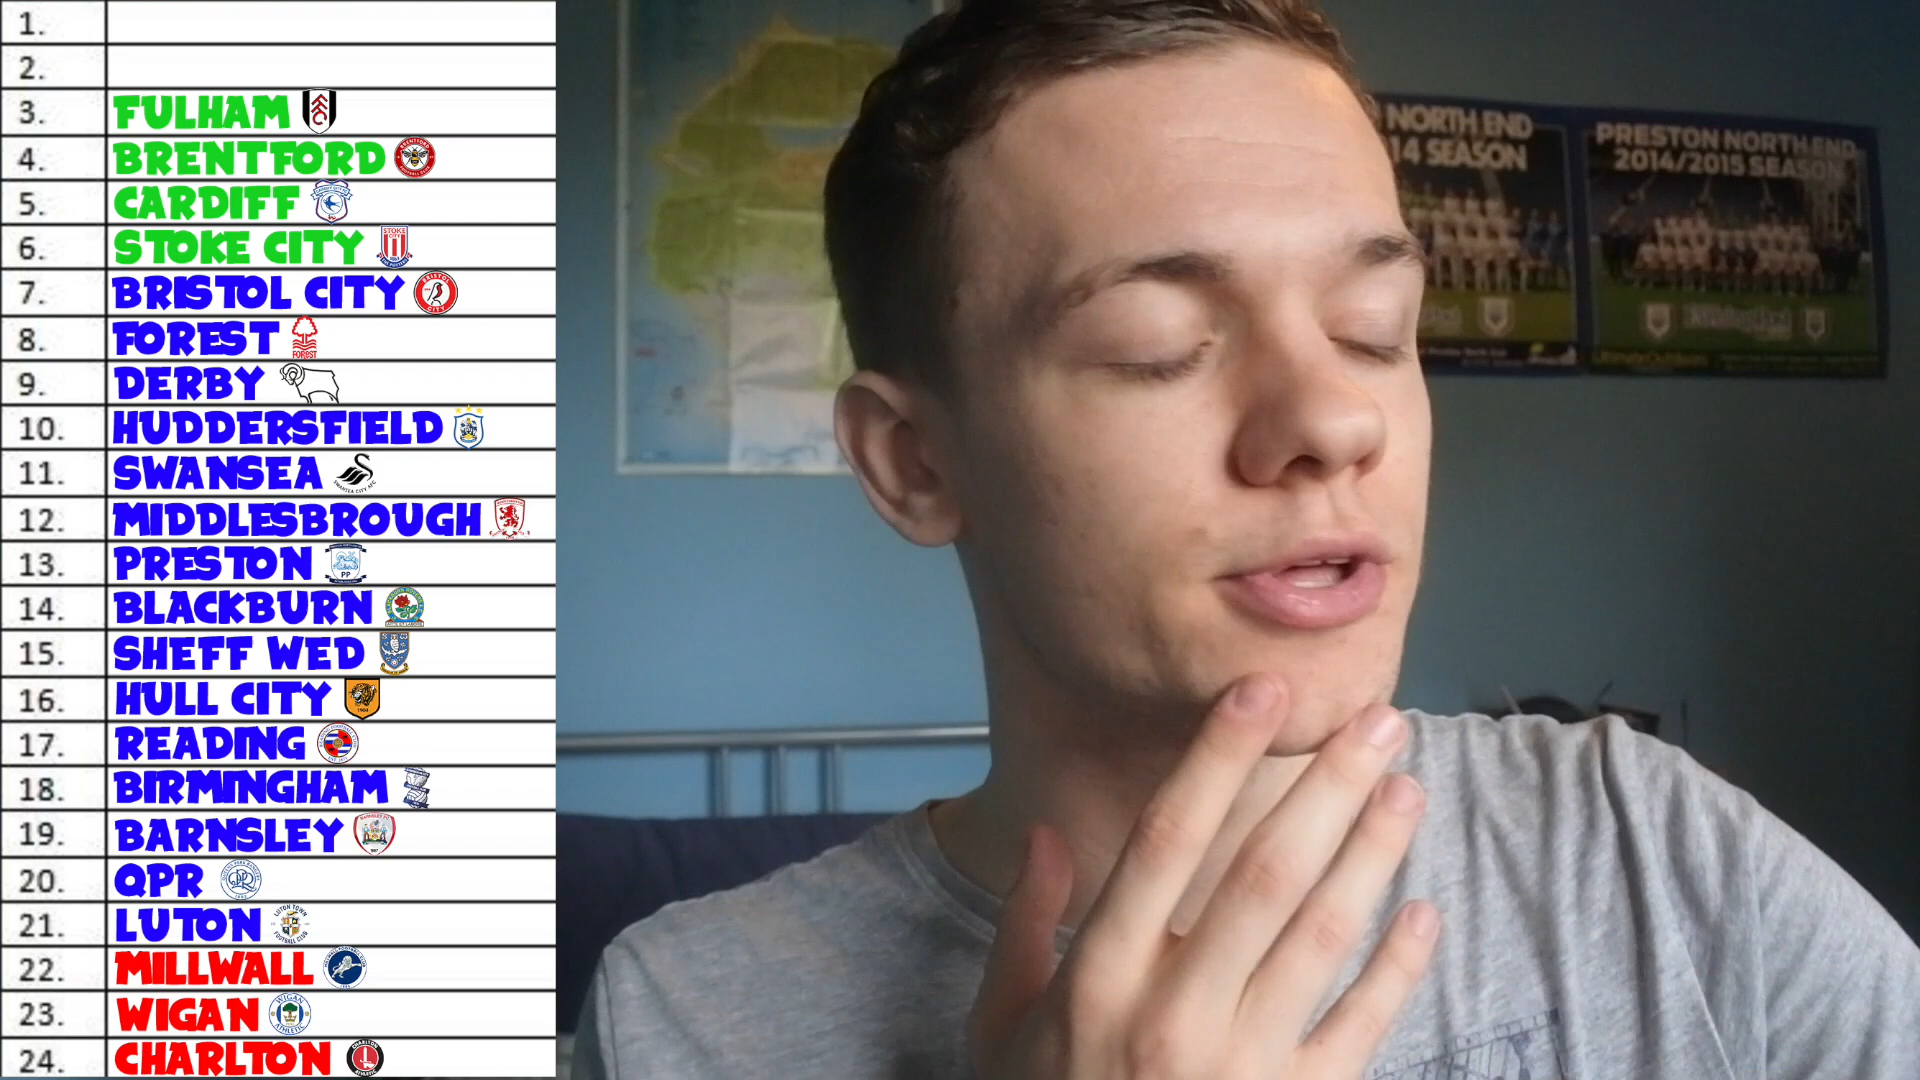 1.
2.
3. FULHAM
4. BRENTFORD
5. CARDIFF
6. STOKE CITY
7. BRISTOL CITY
8. FOREST
9. DERBY
10. HUDDERSFIELD
11. SWANSEA
12. MIDDLESBROUGH
13. PRESTON
14. BLACKBURN
15. SHEFF WED
16. HULL CITY
17. READING
18. BIRMINGHAM
19. BARNSLEY
20. QPR
21. LUTON
22. MILLWALL
23. WIGAN
24. CHARLTON
NORTH END
14 SEASON
PRESTON NORTH END
2014/2015 SEASON